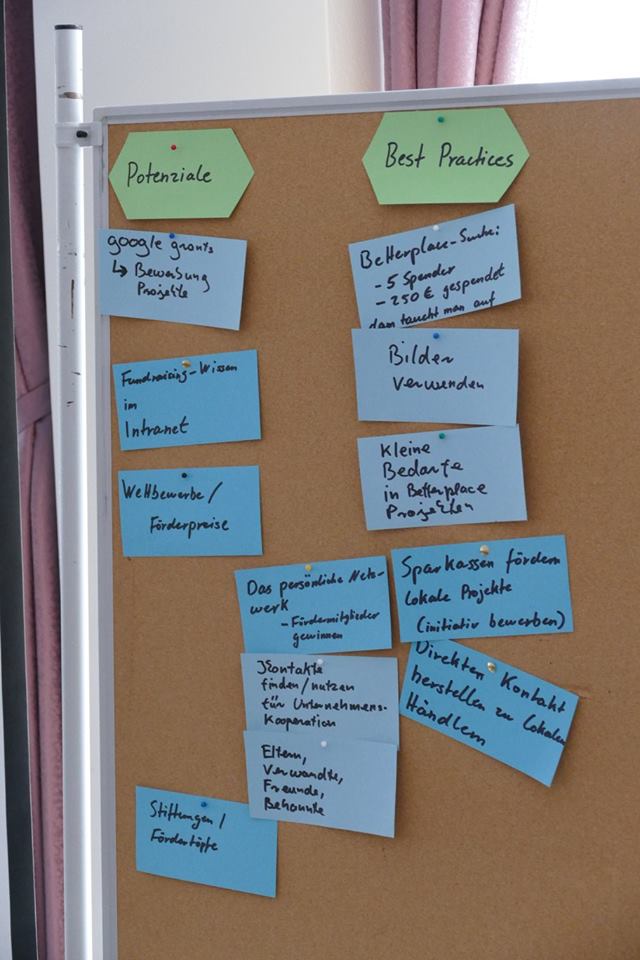 Potenziale
google grants
↳ Bewerbung
Projekte
Fundraising-Wissen
im
Intranet
Wettbewerbe/
Förderpreise
Das persönliche Netz-
werk
- Fördermitglieder
gewinnen
Kontakte
finden/nutzen
für Unternehmens-
Kooperation
Eltern,
Verwandte,
Freunde,
Bekannte
Stiftungen/
Fördertöpfe
Best Practices
Betterplace-Suche:
- 5 Spender
- 250 € gespendet
dann taucht man auf
Bilder
verwenden
Kleine
Bedarfe
in Betterplace
Projekten
Sparkassen fördern
lokale Projekte
(initiativ bewerben)
Direkten Kontakt
herstellen zu lokalen
Händlern